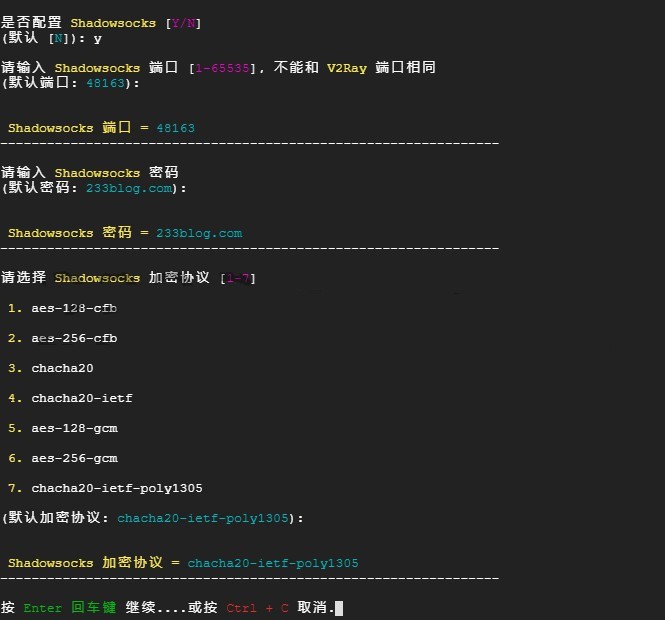 是否配置 Shadowsocks [Y/N]
(默认 [N]): y
请输入 Shadowsocks 端口 [1-65535], 不能和 V2Ray 端口相同
(默认端口: 48163):
Shadowsocks 端口 = 48163
----------------------------------------------------------------
请输入 Shadowsocks 密码
(默认密码: 233blog.com):
Shadowsocks 密码 = 233blog.com
----------------------------------------------------------------
请选择 Shadowsocks 加密协议 [1-7]
1. aes-128-cfb
2. aes-256-cfb
3. chacha20
4. chacha20-ietf
5. aes-128-gcm
6. aes-256-gcm
7. chacha20-ietf-poly1305
(默认加密协议: chacha20-ietf-poly1305):
Shadowsocks 加密协议 = chacha20-ietf-poly1305
----------------------------------------------------------------
按 Enter 回车键 继续....或按 Ctrl + C 取消.